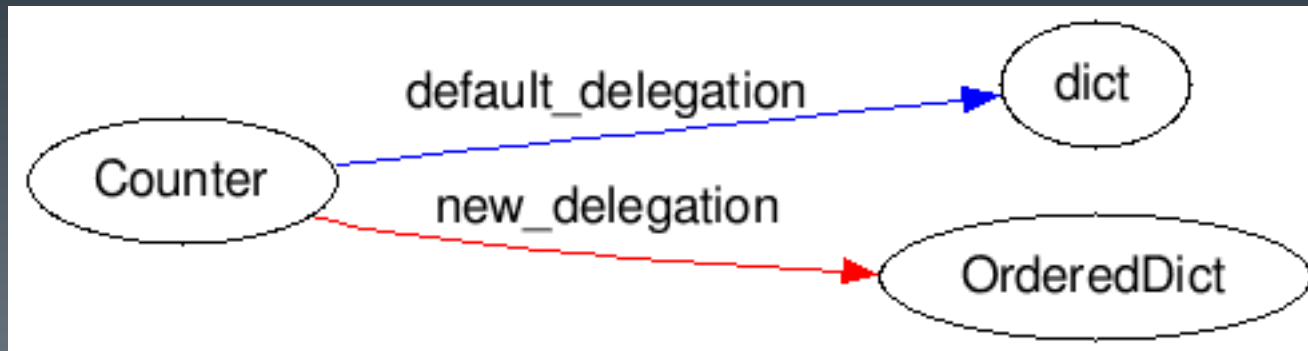 default_delegation
dict
Counter
new_delegation
OrderedDict